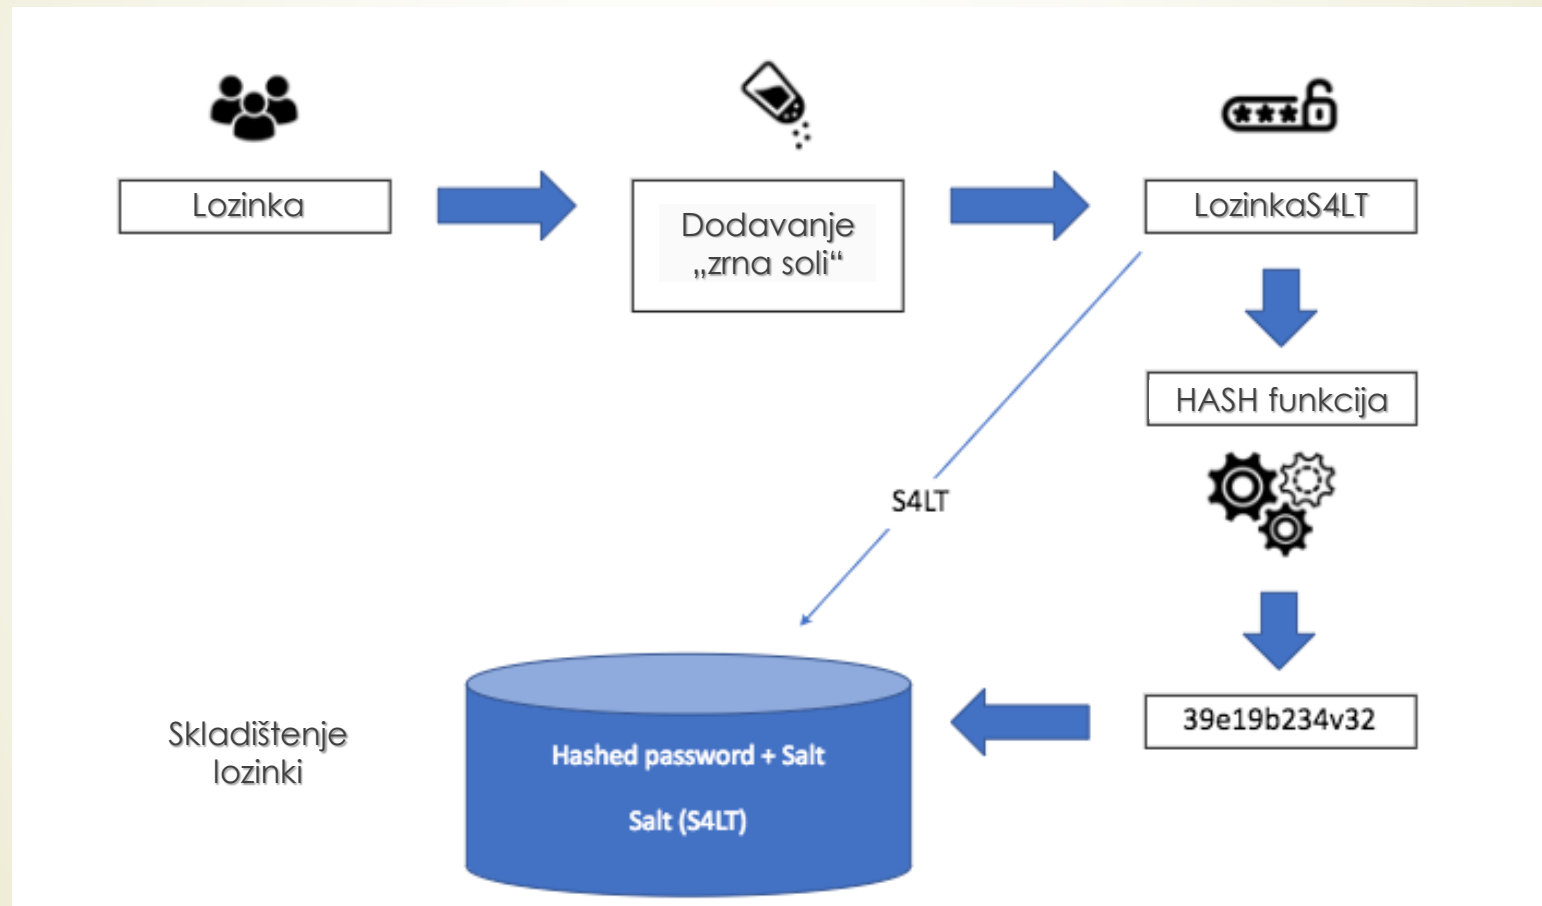 Lozinka
Dodavanje
„zrna soli“
LozinkaS4LT
HASH funkcija
S4LT
39e19b234v32
Hashed password + Salt
Salt (S4LT)
Skladištenje
lozinki